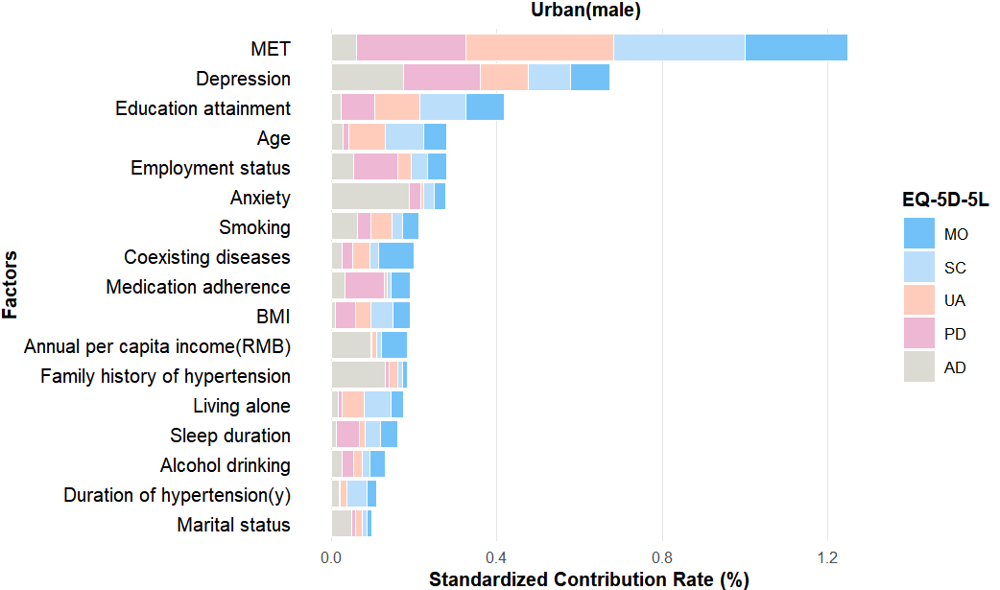 Urban(male)
Factors
MET
Depression
Education attainment
Age
Employment status
Anxiety
Smoking
Coexisting diseases
Medication adherence
BMI
Annual per capita income(RMB)
Family history of hypertension
Living alone
Sleep duration
Alcohol drinking
Duration of hypertension(y)
Marital status
0.0 0.4 0.8 1.2
Standardized Contribution Rate (%)
EQ-5D-5L
MO
SC
UA
PD
AD